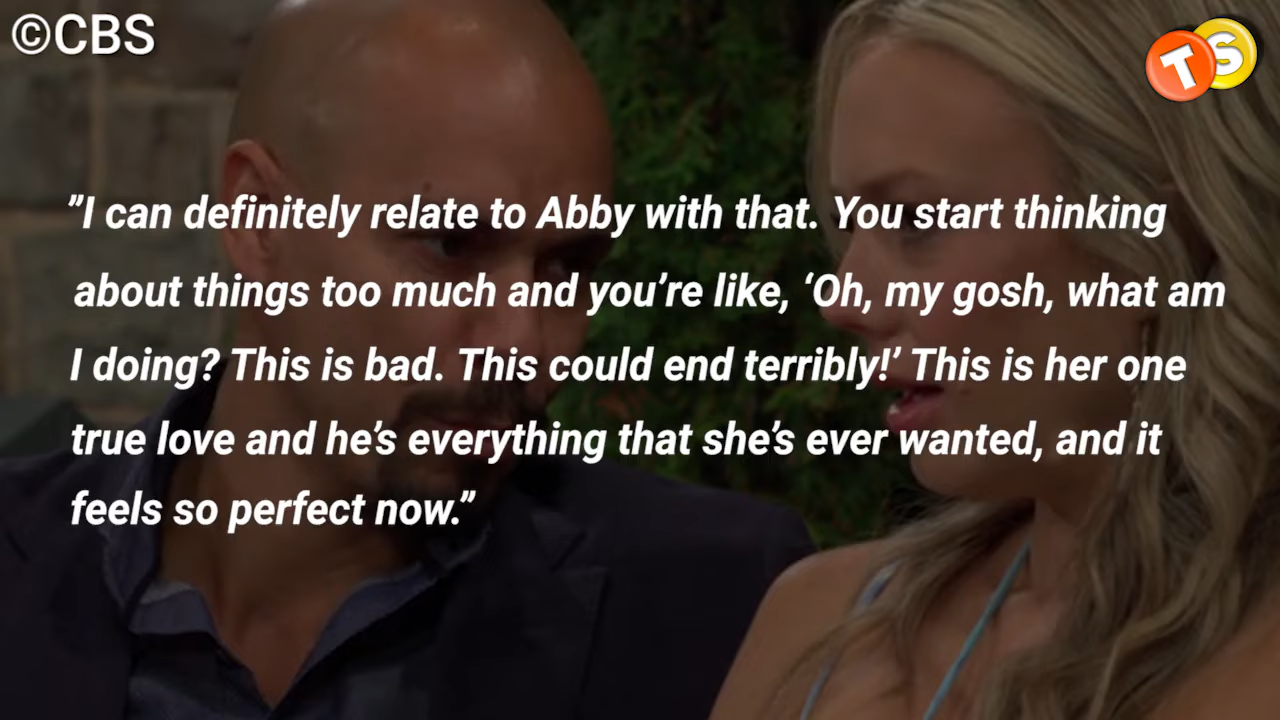 ©CBS
TS
”I can definitely relate to Abby with that. You start thinking
about things too much and you’re like, ‘Oh, my gosh, what am
I doing? This is bad. This could end terribly!’ This is her one
true love and he’s everything that she’s ever wanted, and it
feels so perfect now.”